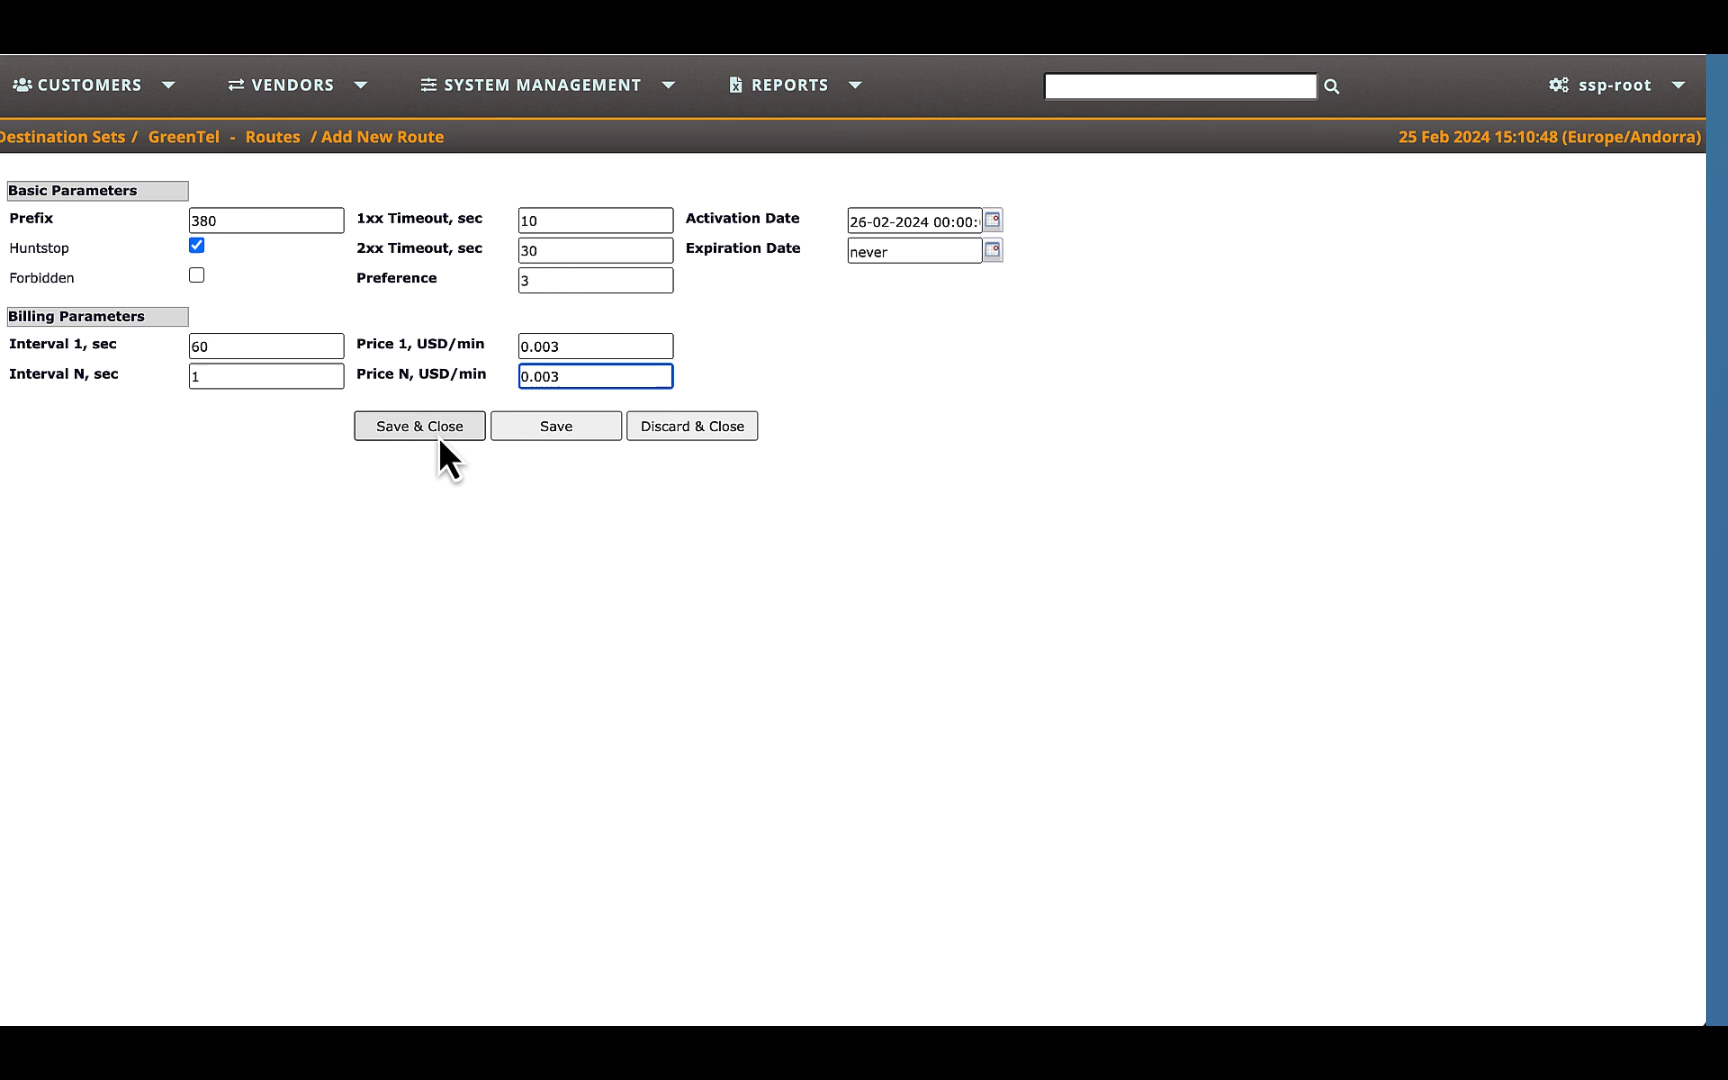 CUSTOMERS VENDORS SYSTEM MANAGEMENT REPORTS ssp-root
Destination Sets / GreenTel - Routes / Add New Route 25 Feb 2024 15:10:48 (Europe/Andorra)
Basic Parameters
Prefix 380 1xx Timeout, sec 10 Activation Date 26-02-2024 00:00:
Huntstop 2xx Timeout, sec 30 Expiration Date never
Forbidden Preference 3
Billing Parameters
Interval 1, sec 60 Price 1, USD/min 0.003
Interval N, sec 1 Price N, USD/min 0.003
Save & Close Save Discard & Close